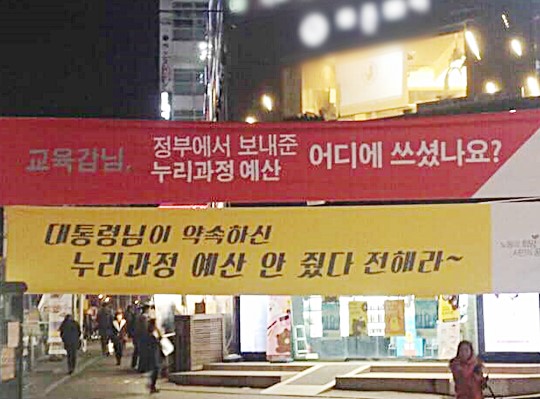 교육감님,
정부에서 보내준
누리과정 예산
어디에 쓰셨나요?
대통령님이 약속하신
누리과정 예산 안 줬다 전해라~